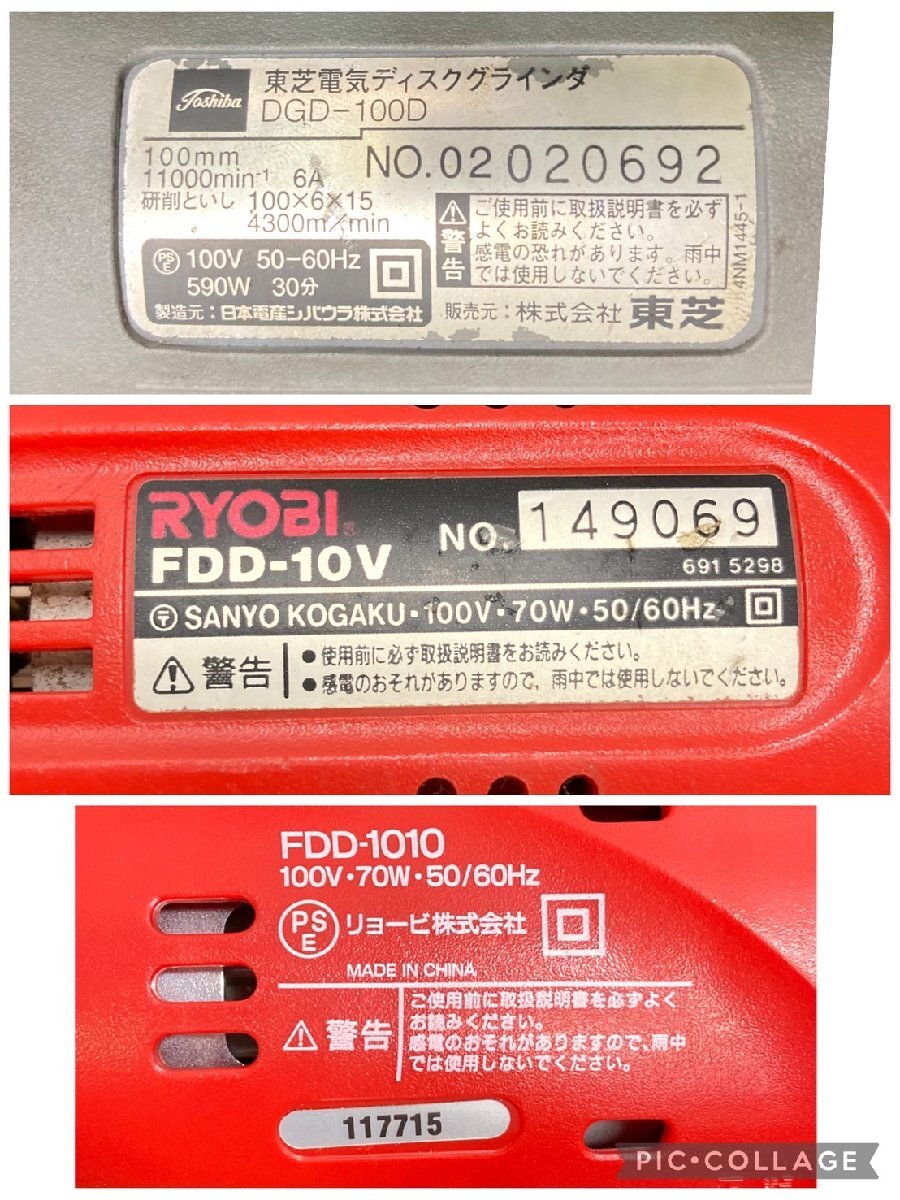 Toshiba
東芝電気ディスクグラインダ
DGD-100D
100mm
11000min⁻¹ 6A
NO.02 020692
研削といし 100×6×15
4300m/min
PSE 100V 50-60Hz
590W 30分
製造元：日本電産シバウラ株式会社
警告
ご使用前に取扱説明書を必ず
よくお読みください。
感電の恐れがあります。雨中
では使用しないでください。
販売元：株式会社 東芝
4NM1445-1
RYOBI
FDD-10V
NO. 149069
691 5298
〒 SANYO KOGAKU・100V・70W・50/60Hz
警告
●使用前に必ず取扱説明書をお読みください。
●感電のおそれがありますので，雨中では使用しないでください。
FDD-1010
100V・70W・50/60Hz
PSE リョービ株式会社
MADE IN CHINA
警告
ご使用前に取扱説明書を必ずよく
お読みください。
感電のおそれがありますので、雨中
では使用しないでください。
117715
PIC•COLLAGE